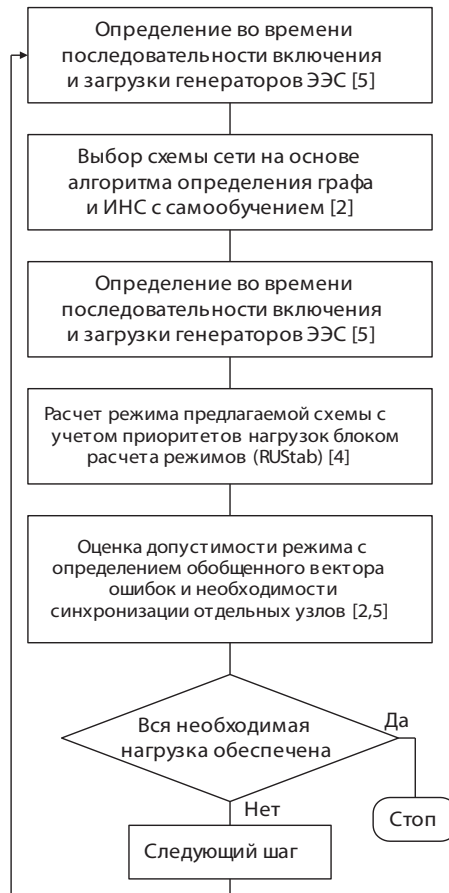 Определение во времени
последовательности включения
и загрузки генераторов ЭЭС [5]
Выбор схемы сети на основе
алгоритма определения графа
и ИНС с самообучением [2]
Определение во времени
последовательности включения
и загрузки генераторов ЭЭС [5]
Расчет режима предлагаемой схемы с
учетом приоритетов нагрузок блоком
расчета режимов (RUStab) [4]
Оценка допустимости режима с
определением обобщенного вектора
ошибок и необходимости
синхронизации отдельных узлов [2,5]
Вся необходимая
нагрузка обеспечена
Да
Нет
Стоп
Следующий шаг